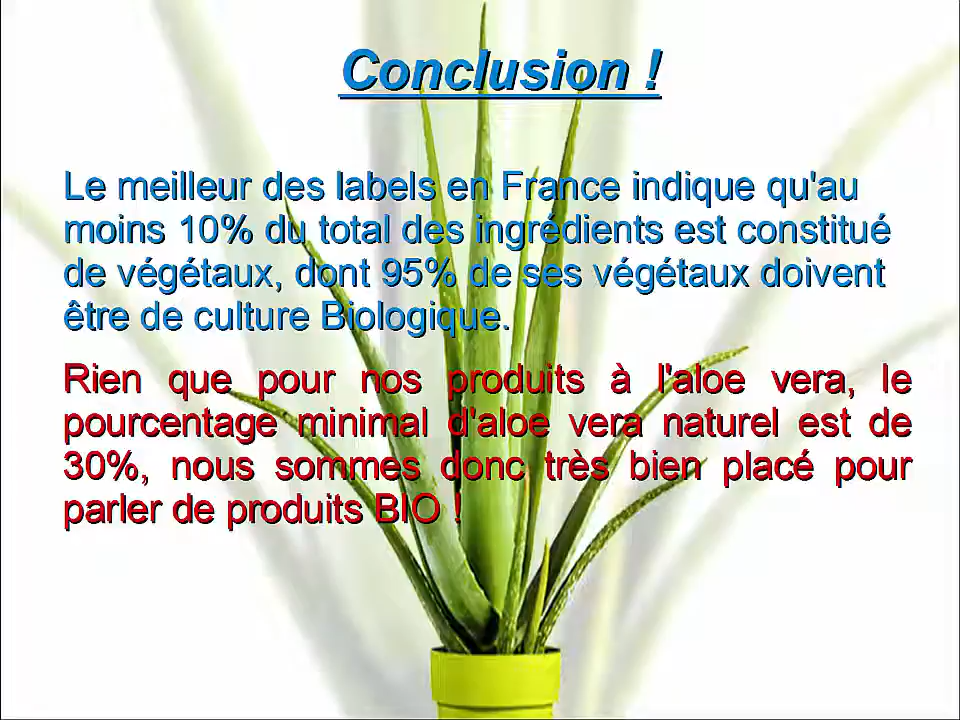 Conclusion !
Le meilleur des labels en France indique qu'au
moins 10% du total des ingrédients est constitué
de végétaux, dont 95% de ses végétaux doivent
être de culture Biologique.
Rien que pour nos produits à l'aloe vera, le
pourcentage minimal d'aloe vera naturel est de
30%, nous sommes donc très bien placé pour
parler de produits BIO !